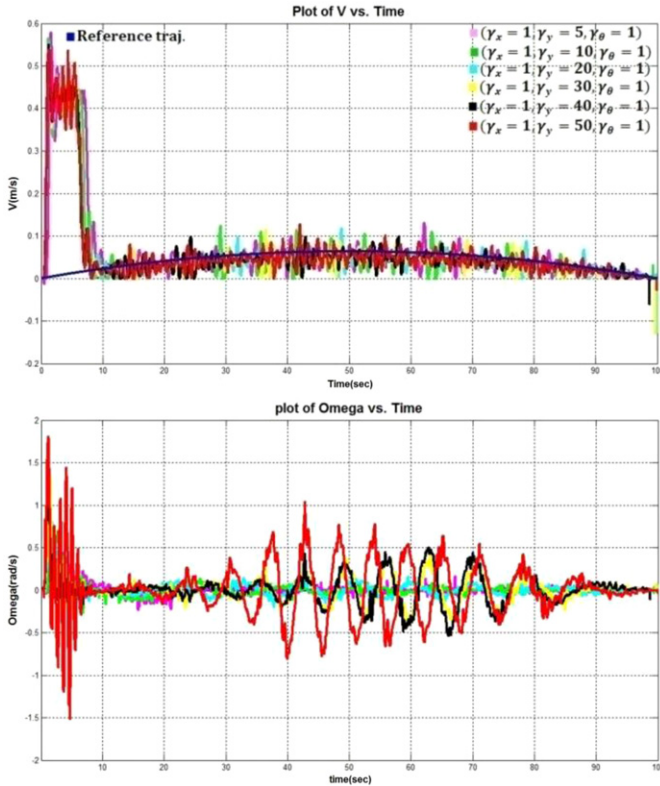 Plot of V vs. Time
Reference traj.
(γx = 1, γy = 5, γθ = 1)
(γx = 1, γy = 10, γθ = 1)
(γx = 1, γy = 20, γθ = 1)
(γx = 1, γy = 30, γθ = 1)
(γx = 1, γy = 40, γθ = 1)
(γx = 1, γy = 50, γθ = 1)
V(m/s)
0.6
0.5
0.4
0.3
0.2
0.1
0
-0.1
-0.2
0 10 20 30 40 50 60 70 80 90 10
Time(sec)
plot of Omega vs. Time
Omega(rad/s)
2
1.5
1
0.5
0
-0.5
-1
-1.5
-2
0 10 20 30 40 50 60 70 80 90 10
time(sec)